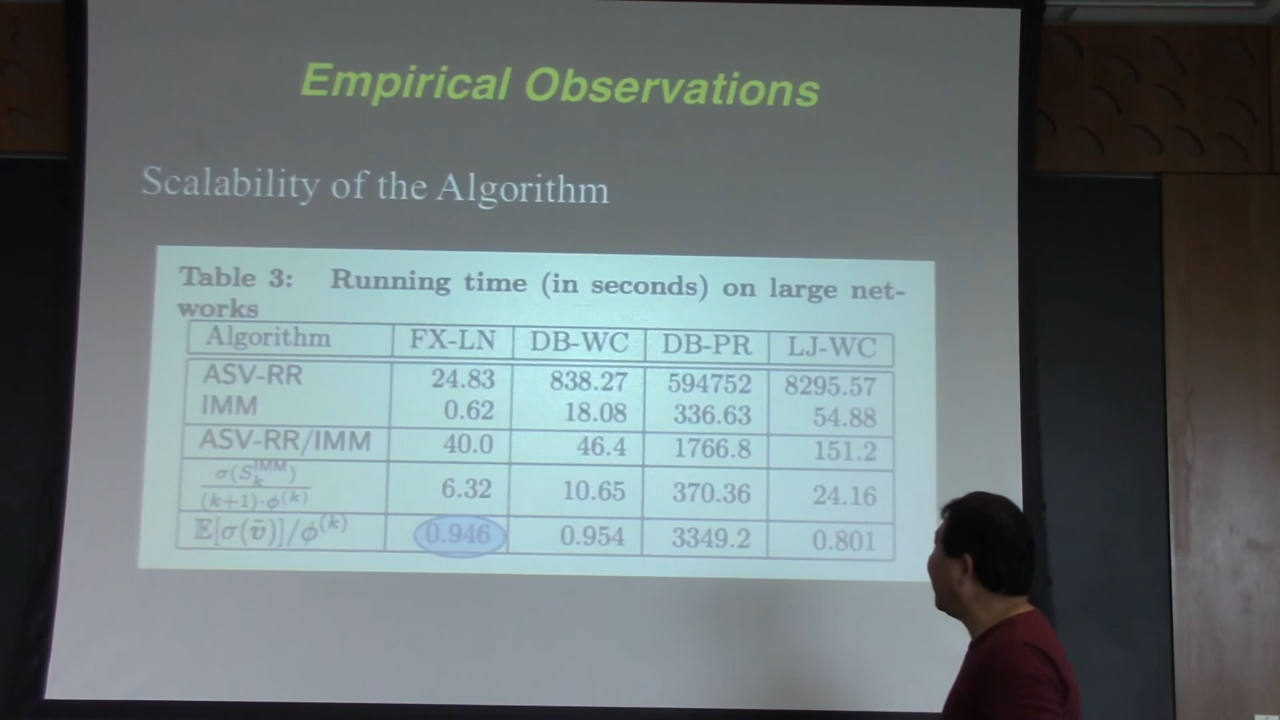 Empirical Observations
Scalability of the Algorithm
Table 3: Running time (in seconds) on large net-
works
Algorithm FX-LN DB-WC DB-PR LJ-WC
ASV-RR 24.83 838.27 594752 8295.57
IMM 0.62 18.08 336.63 54.88
ASV-RR/IMM 40.0 46.4 1766.8 151.2
σ(S_k^IMM)/(k+1)·ϕ^(k) 6.32 10.65 370.36 24.16
𝔼[σ(ṽ)]/ϕ^(k) 0.946 0.954 3349.2 0.801